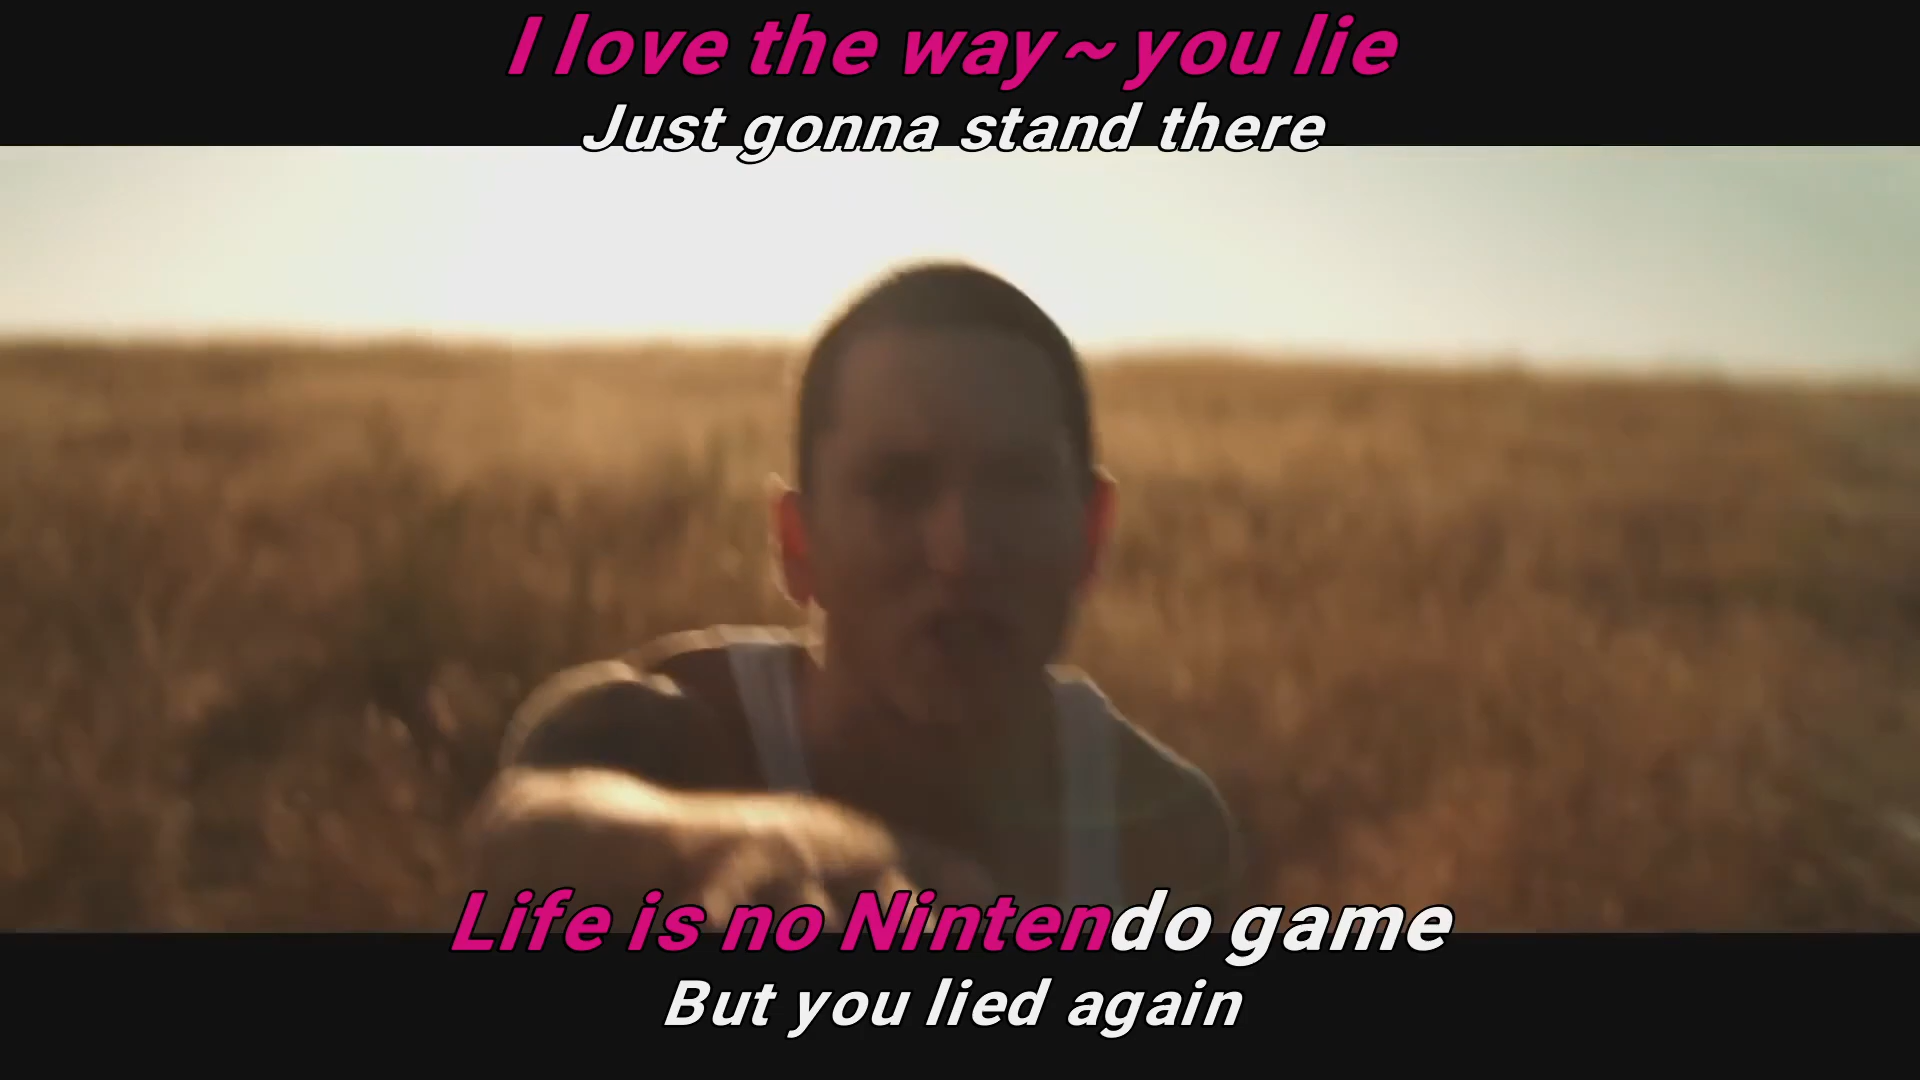 I love the way~you lie
Just gonna stand there
Life is no Nintendo game
But you lied again